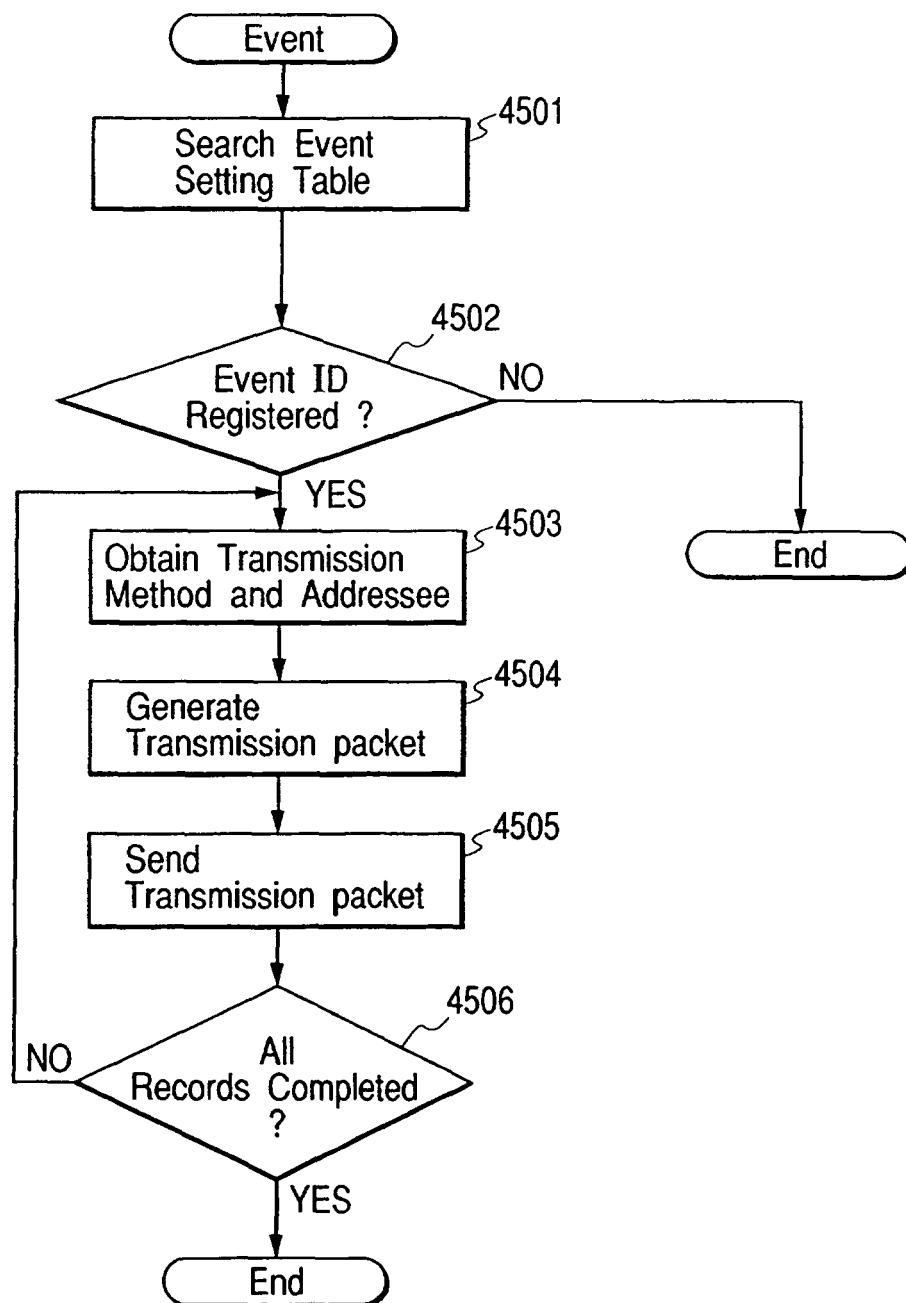 Event
4501
Search Event
Setting Table
4502
Event ID
Registered ?
NO
YES
4503
Obtain Transmission
Method and Addressee
End
4504
Generate
Transmission packet
4505
Send
Transmission packet
4506
NO
All
Records Completed
?
YES
End